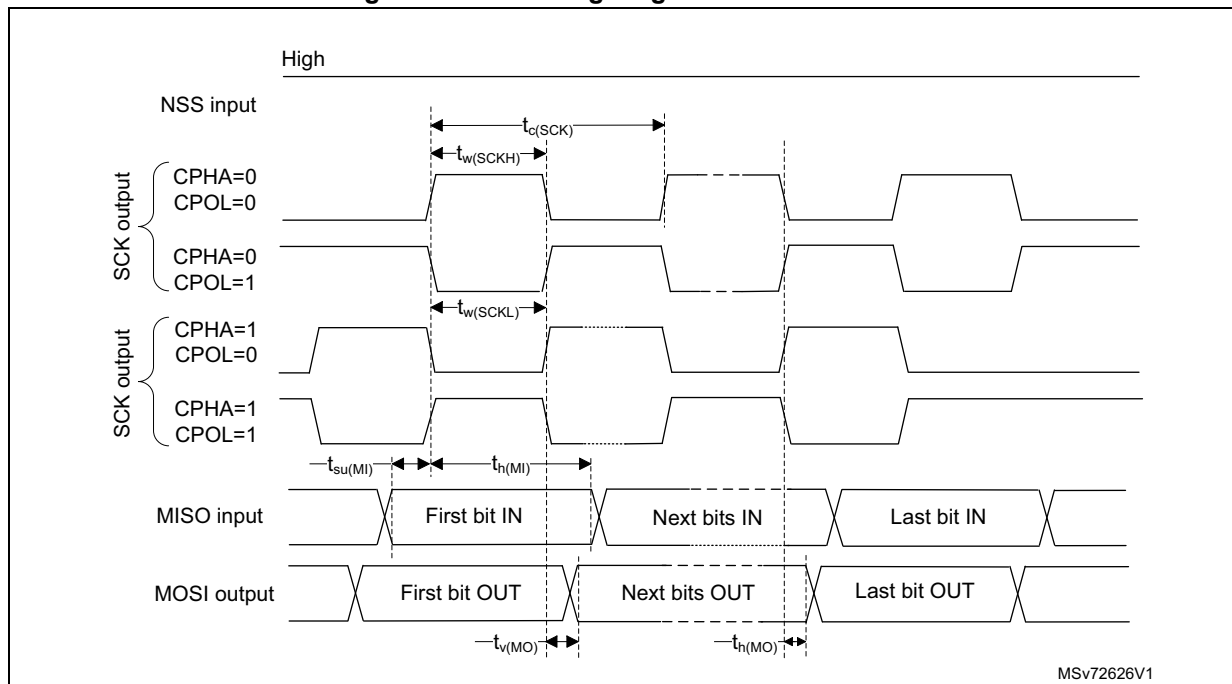 High
NSS input
tc(SCK)
tw(SCKH)
SCK output
CPHA=0
CPOL=0
CPHA=0
CPOL=1
tw(SCKL)
SCK output
CPHA=1
CPOL=0
CPHA=1
CPOL=1
tsu(MI)
th(MI)
MISO input
First bit IN
Next bits IN
Last bit IN
MOSI output
First bit OUT
Next bits OUT
Last bit OUT
tv(MO)
th(MO)
MSv72626V1